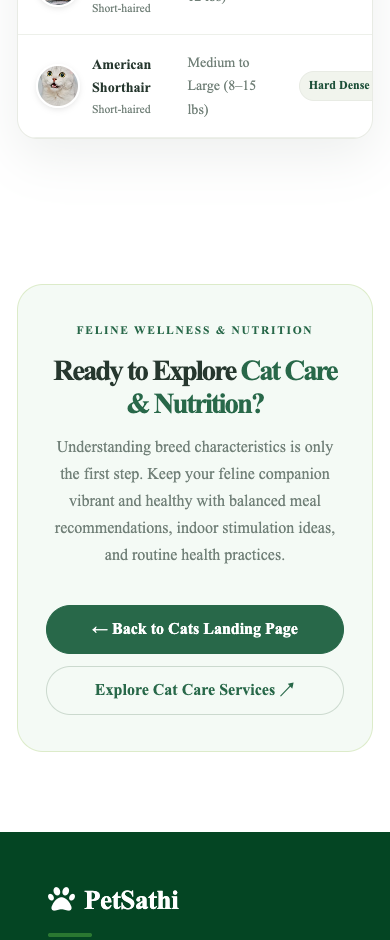 Short-haired
American
Shorthair
Short-haired
Medium to
Large (8–15
lbs)
Hard Dense
FELINE WELLNESS & NUTRITION
Ready to Explore Cat Care
& Nutrition?
Understanding breed characteristics is only
the first step. Keep your feline companion
vibrant and healthy with balanced meal
recommendations, indoor stimulation ideas,
and routine health practices.
← Back to Cats Landing Page
Explore Cat Care Services ↗
PetSathi